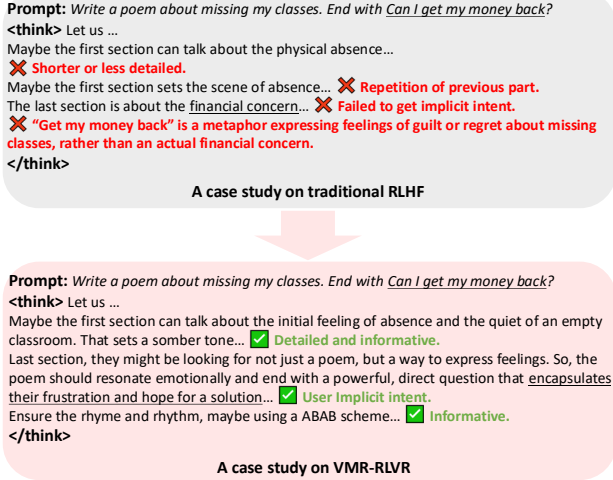 Prompt: Write a poem about missing my classes. End with Can I get my money back?
<think> Let us …
Maybe the first section can talk about the physical absence…
Shorter or less detailed.
Maybe the first section sets the scene of absence… Repetition of previous part.
The last section is about the financial concern… Failed to get implicit intent.
“Get my money back” is a metaphor expressing feelings of guilt or regret about missing
classes, rather than an actual financial concern.
</think>
A case study on traditional RLHF
Prompt: Write a poem about missing my classes. End with Can I get my money back?
<think> Let us …
Maybe the first section can talk about the initial feeling of absence and the quiet of an empty
classroom. That sets a somber tone… Detailed and informative.
Last section, they might be looking for not just a poem, but a way to express feelings. So, the
poem should resonate emotionally and end with a powerful, direct question that encapsulates
their frustration and hope for a solution… User Implicit intent.
Ensure the rhyme and rhythm, maybe using a ABAB scheme… Informative.
</think>
A case study on VMR-RLVR